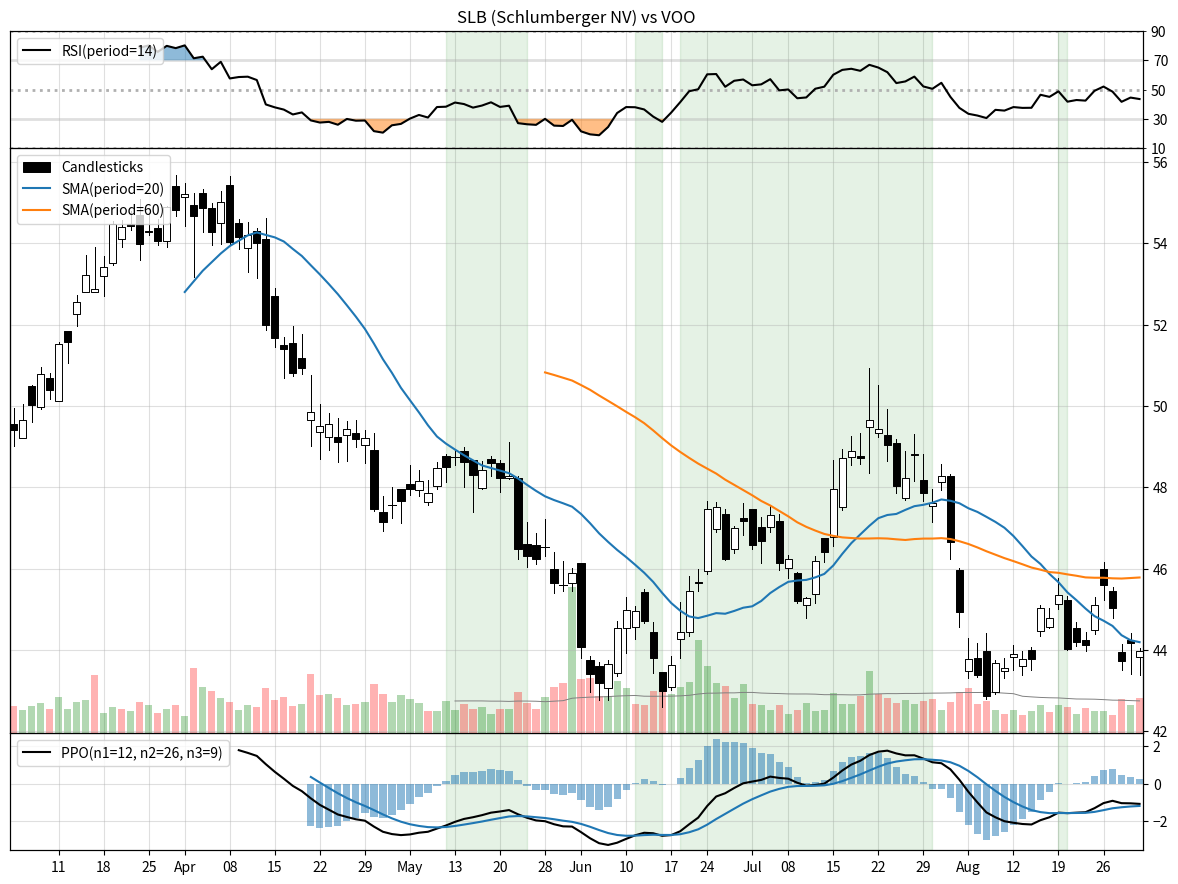 SLB (Schlumberger NV) vs VOO
RSI(period=14)
90
70
50
30
10
Candlesticks
SMA(period=20)
SMA(period=60)
56
54
52
50
48
46
44
42
PPO(n1=12, n2=26, n3=9)
2
0
−2
11 18 25 Apr 08 15 22 29 May 13 20 28 Jun 10 17 24 Jul 08 15 22 29 Aug 12 19 26